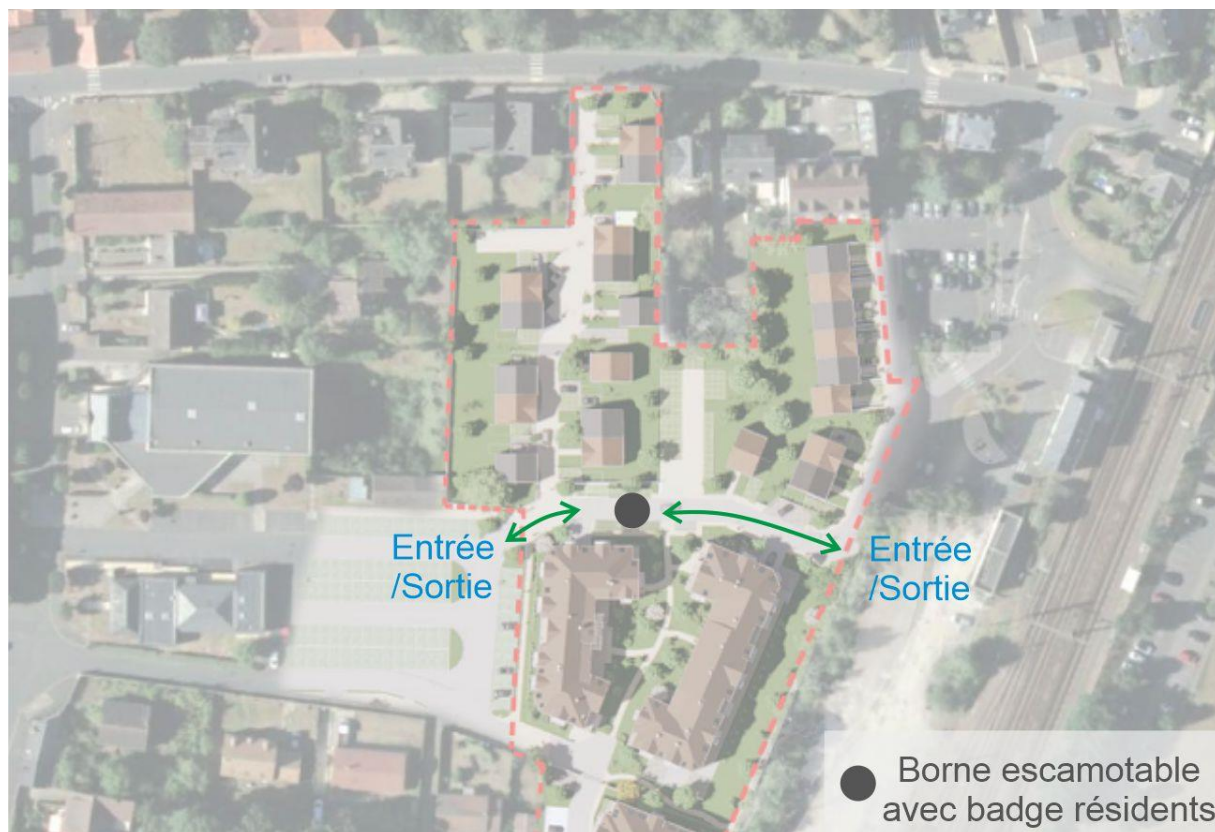 Entrée
/Sortie
Entrée
/Sortie
Borne escamotable
avec badge résidents